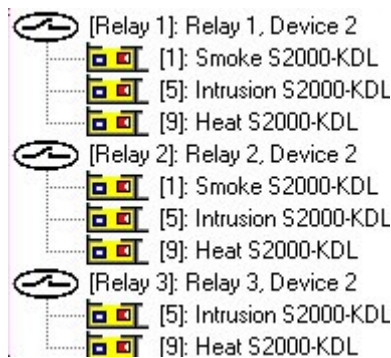 [Relay 1]: Relay 1, Device 2
[1]: Smoke S2000-KDL
[5]: Intrusion S2000-KDL
[9]: Heat S2000-KDL
[Relay 2]: Relay 2, Device 2
[1]: Smoke S2000-KDL
[5]: Intrusion S2000-KDL
[9]: Heat S2000-KDL
[Relay 3]: Relay 3, Device 2
[5]: Intrusion S2000-KDL
[9]: Heat S2000-KDL